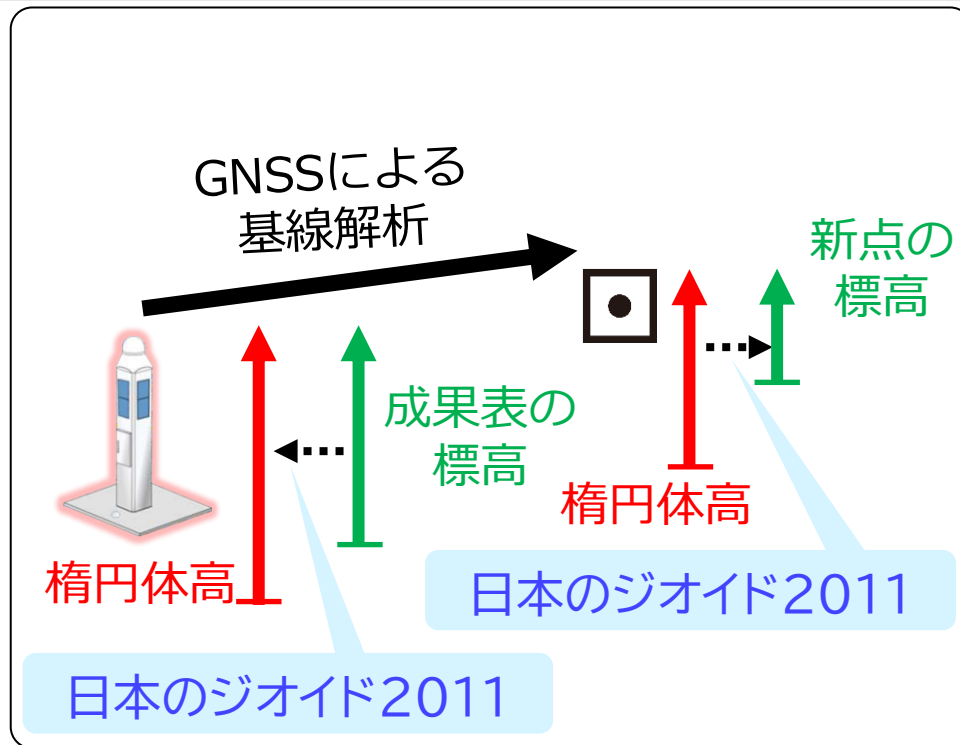 GNSSによる
基線解析
新点の
標高
成果表の
標高
楕円体高
楕円体高
日本のジオイド2011
日本のジオイド2011